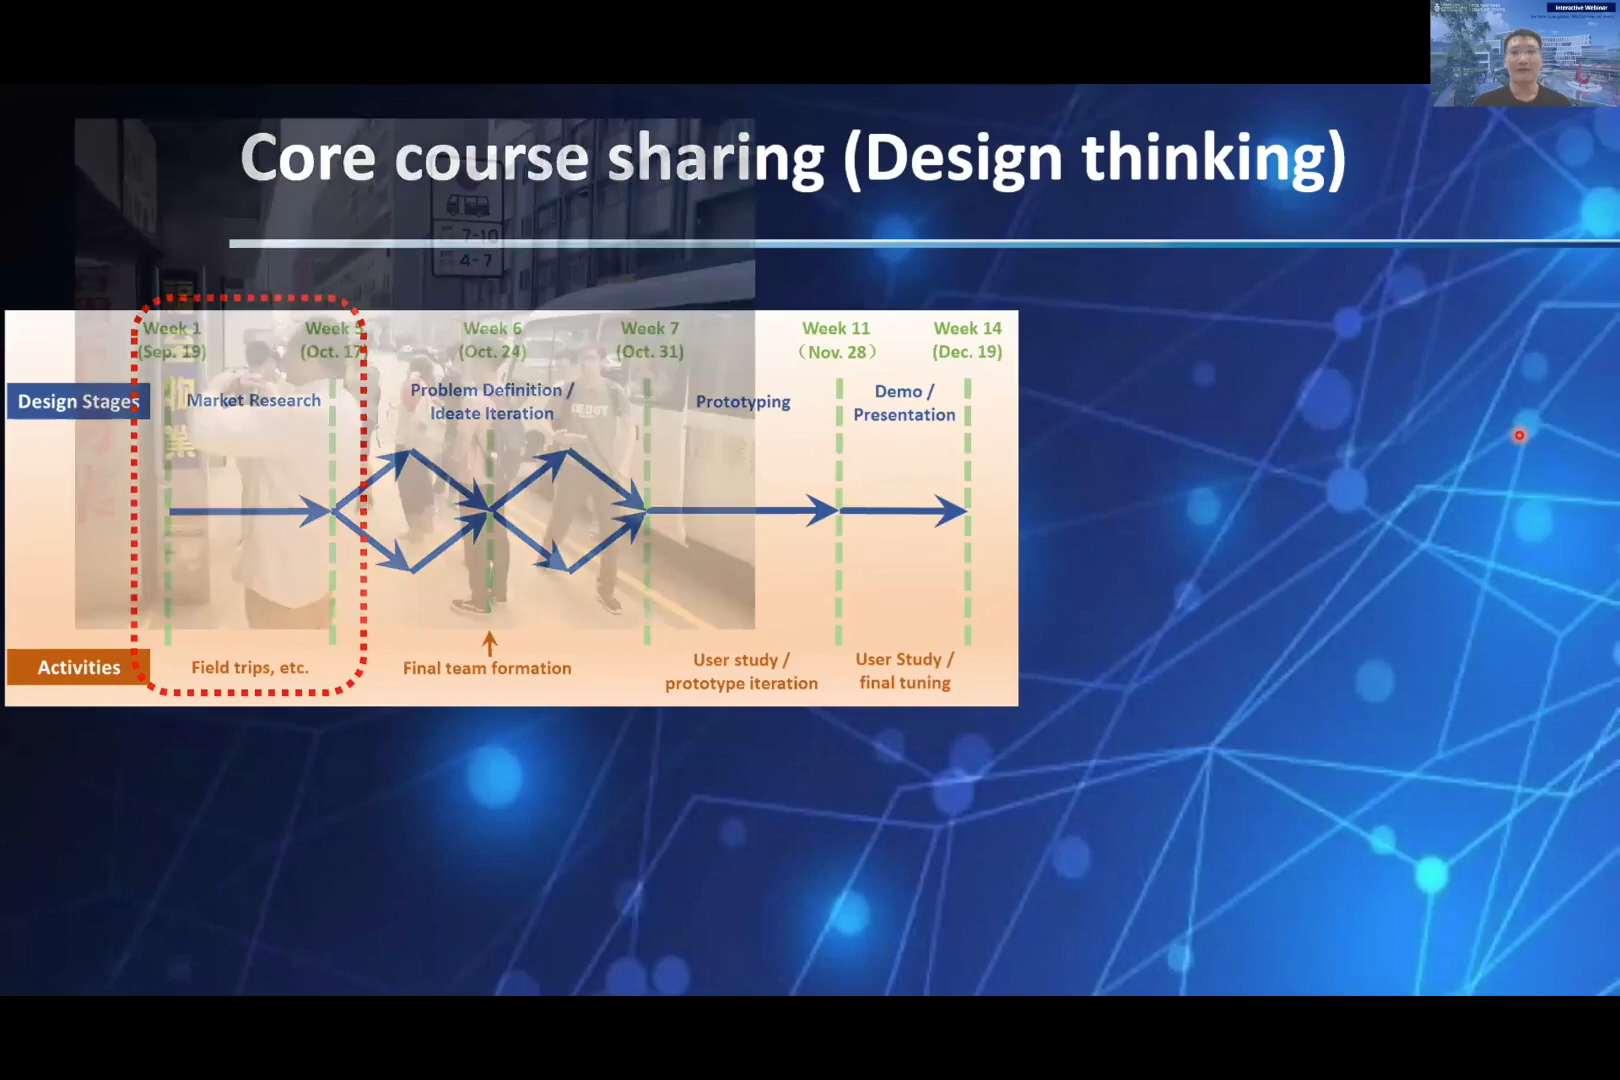 Interactive Webinar
Core course sharing (Design thinking)
7-10
4-7
Week 1
(Sep. 19)
Week 5
(Oct. 17)
Week 6
(Oct. 24)
Week 7
(Oct. 31)
Week 11
（Nov. 28）
Week 14
(Dec. 19)
Design Stages
Market Research
Problem Definition /
Ideate Iteration
Prototyping
Demo /
Presentation
Activities
Field trips, etc.
Final team formation
User study /
prototype iteration
User Study /
final tuning